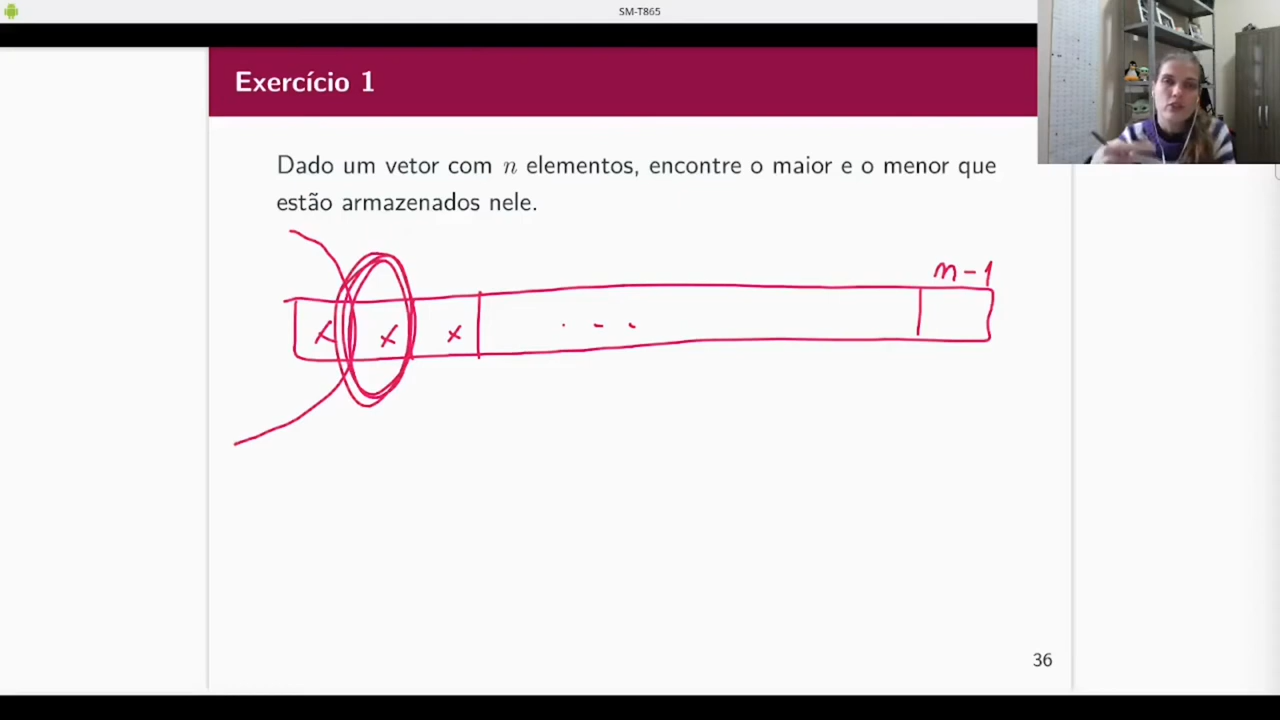 SM-T865
Exercício 1
Dado um vetor com n elementos, encontre o maior e o menor que
estão armazenados nele.
n-1
x x x ...
36